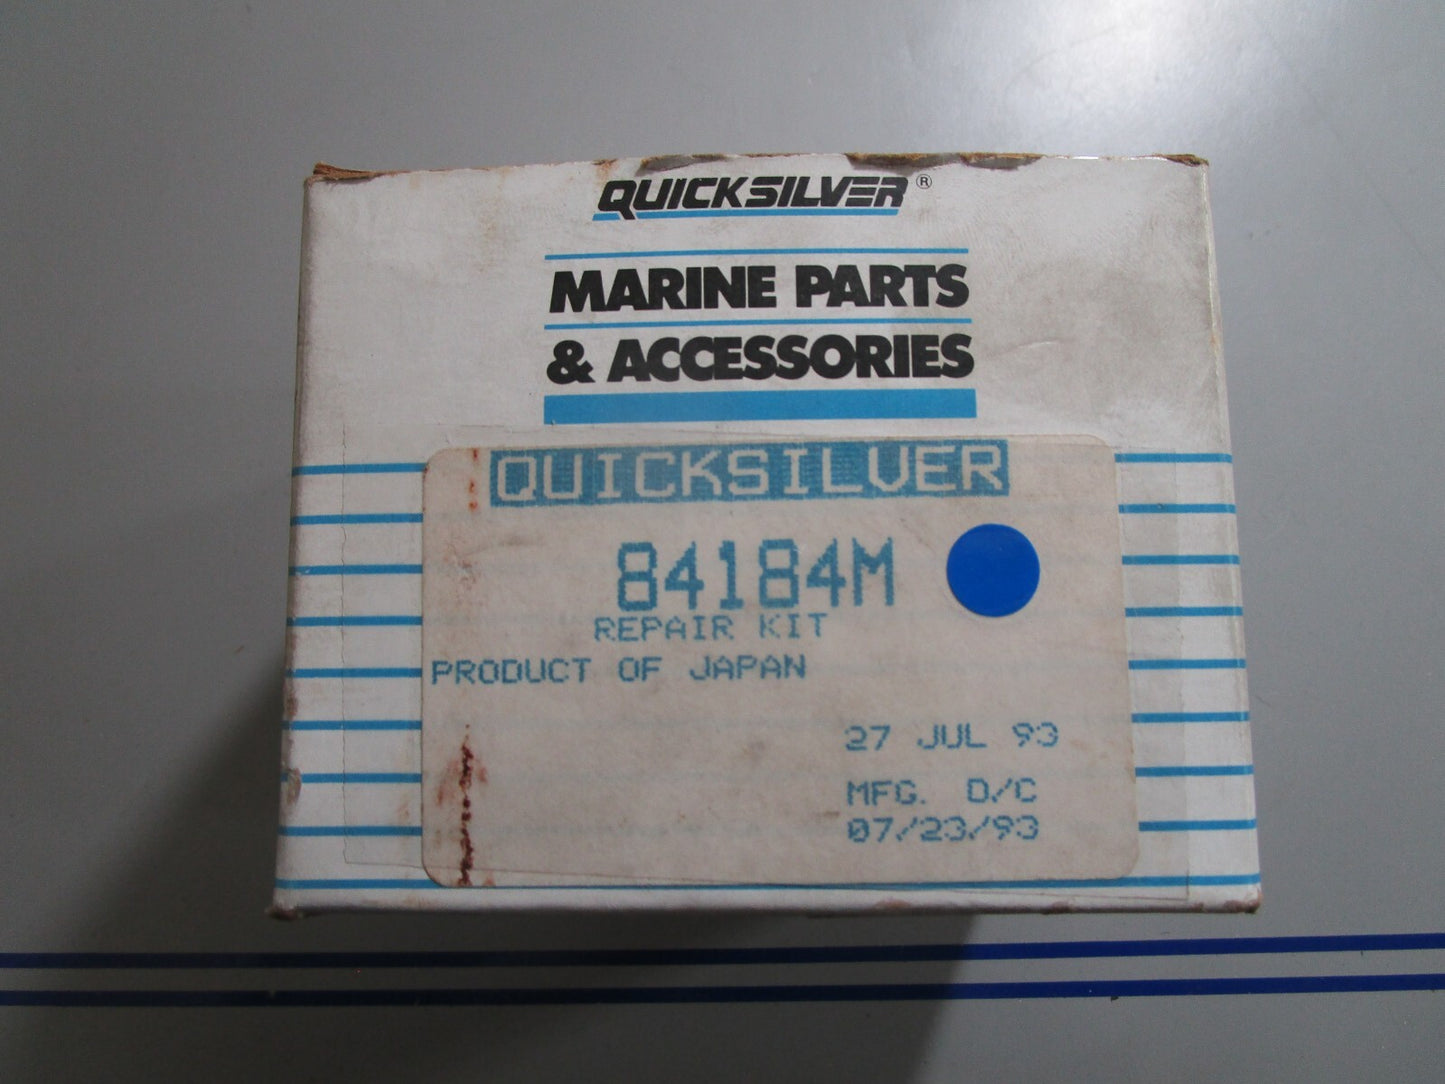 QUICKSILVER®
MARINE PARTS
& ACCESSORIES
QUICKSILVER
84184M
REPAIR KIT
PRODUCT OF JAPAN
27 JUL 93
MFG. D/C
07/23/93